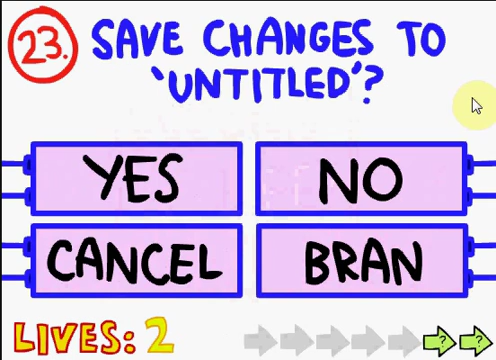 23.
SAVE CHANGES TO
'UNTITLED'?
YES
NO
CANCEL
BRAN
LIVES: 2
? ?